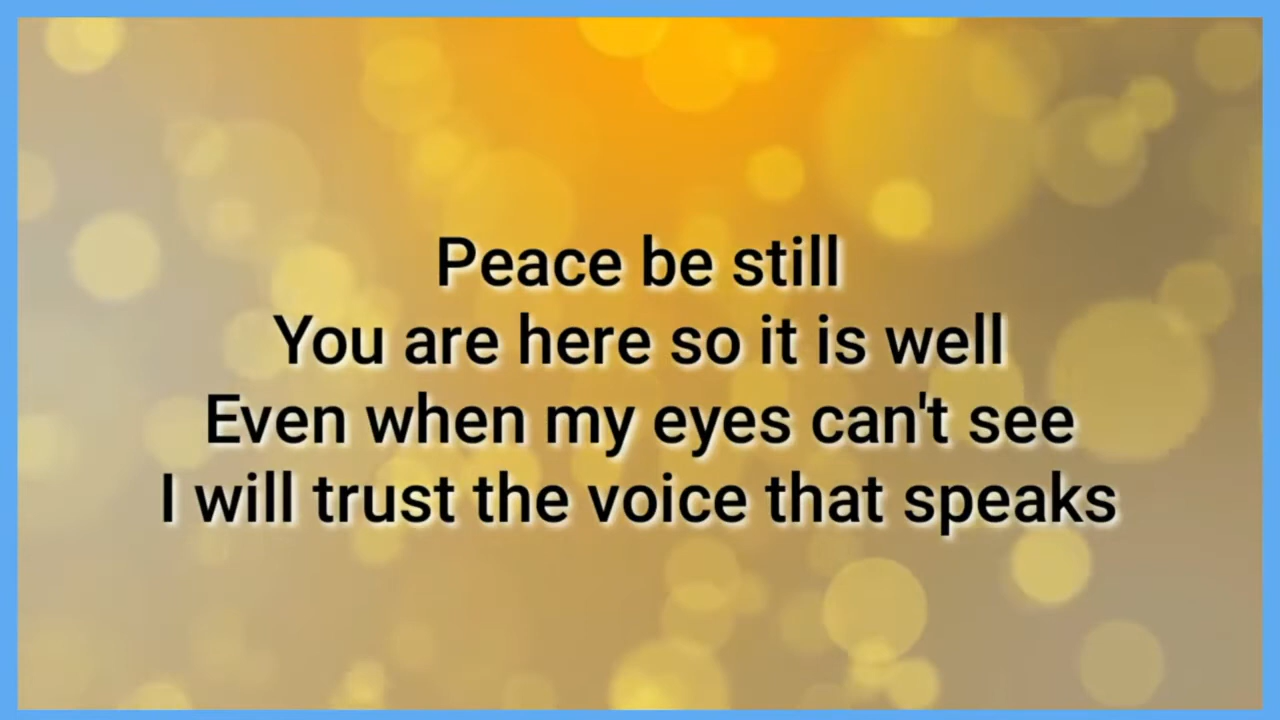 Peace be still
You are here so it is well
Even when my eyes can't see
I will trust the voice that speaks